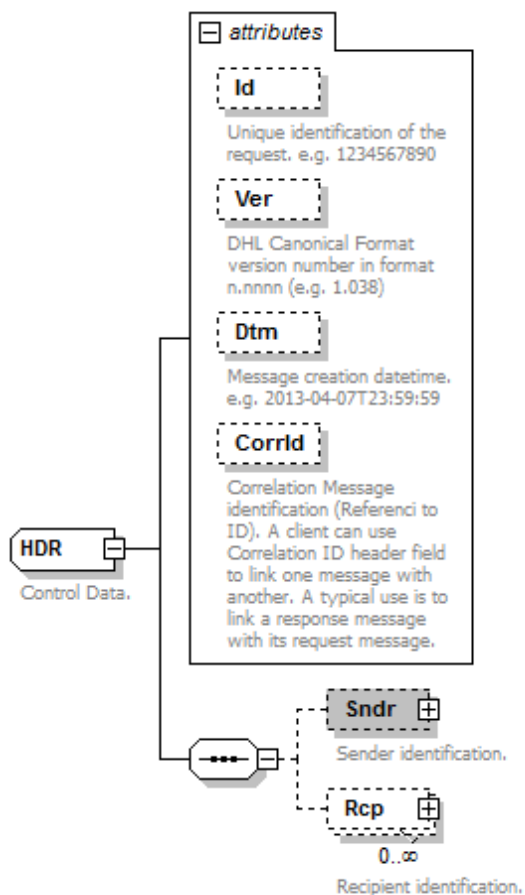 attributes
Id
Unique identification of the
request. e.g. 1234567890
Ver
DHL Canonical Format
version number in format
n.nnnn (e.g. 1.038)
Dtm
Message creation datetime.
e.g. 2013-04-07T23:59:59
CorrId
Correlation Message
identification (Referenci to
ID). A client can use
Correlation ID header field
to link one message with
another. A typical use is to
link a response message
with its request message.
HDR
Control Data.
Sndr
Sender identification.
Rcp
0..∞
Recipient identification.